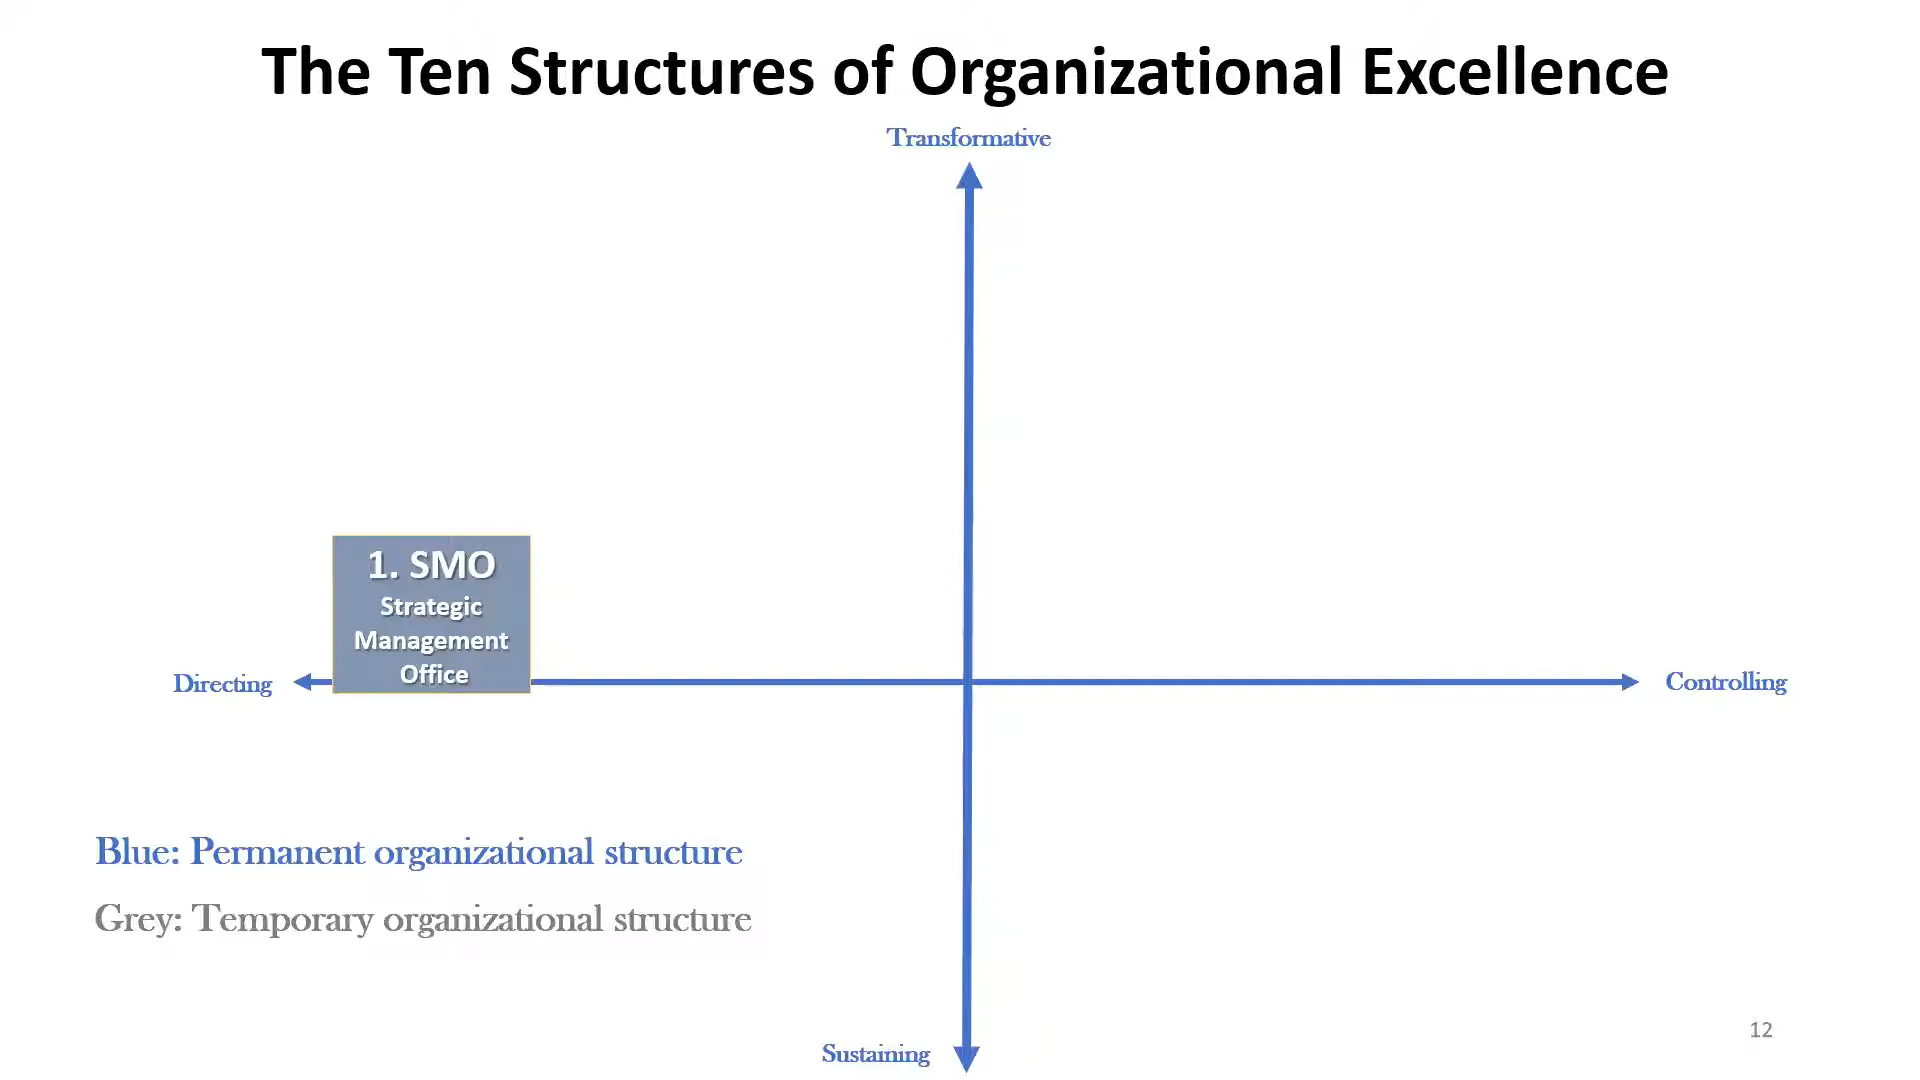 The Ten Structures of Organizational Excellence
Transformative
1. SMO
Strategic
Management
Office
Directing
Controlling
Blue: Permanent organizational structure
Grey: Temporary organizational structure
Sustaining
12